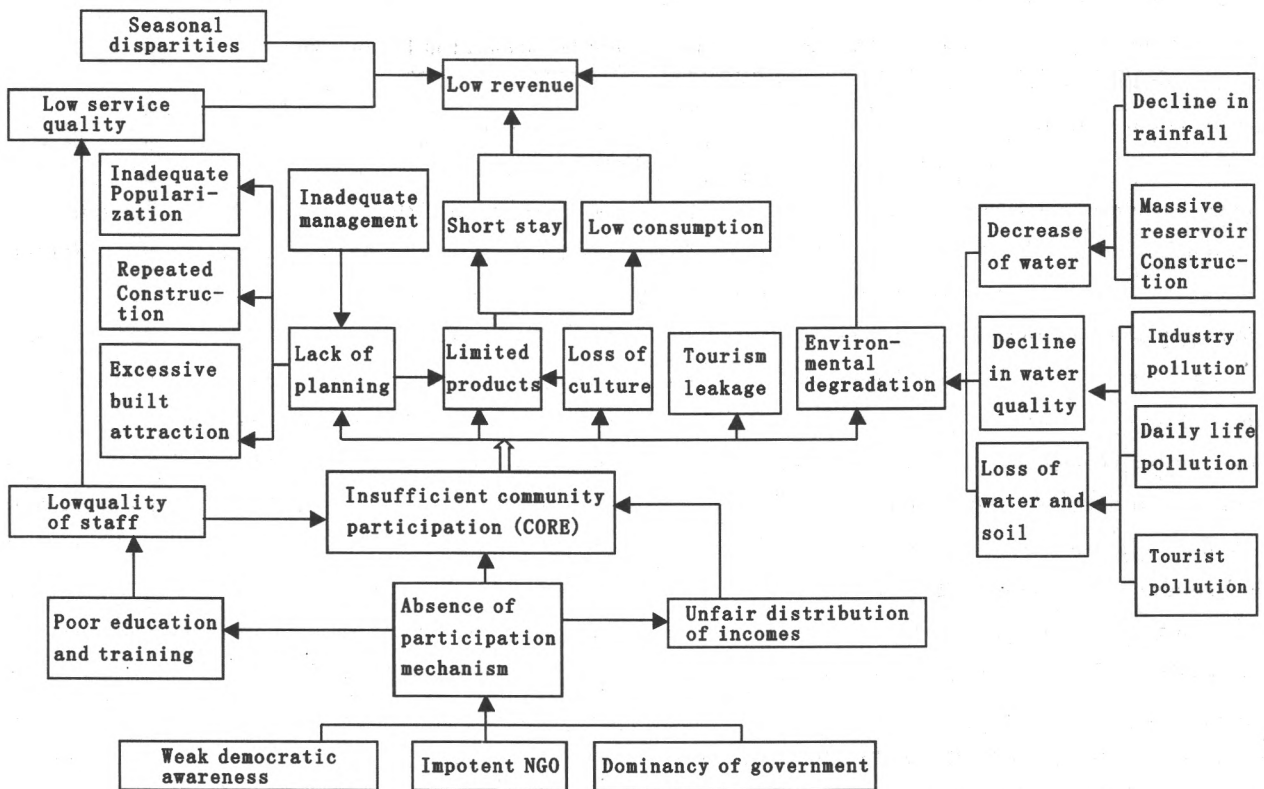 Seasonal
disparities
Low revenue
Low service
quality
Decline in
rainfall
Inadequate
Populari-
zation
Inadequate
management
Short stay
Low consumption
Decrease
of water
Massive
reservoir
Construc-
tion
Repeated
Construc-
tion
Lack of
planning
Limited
products
Loss of
culture
Tourism
leakage
Environ-
mental
degradation
Decline
in water
quality
Industry
pollution
Excessive
built
attraction
Daily life
pollution
Lowquality
of staff
Insufficient community
participation (CORE)
Loss of
water and
soil
Tourist
pollution
Poor education
and training
Absence of
participation
mechanism
Unfair distribution
of incomes
Weak democratic
awareness
Impotent NGO
Dominancy of government